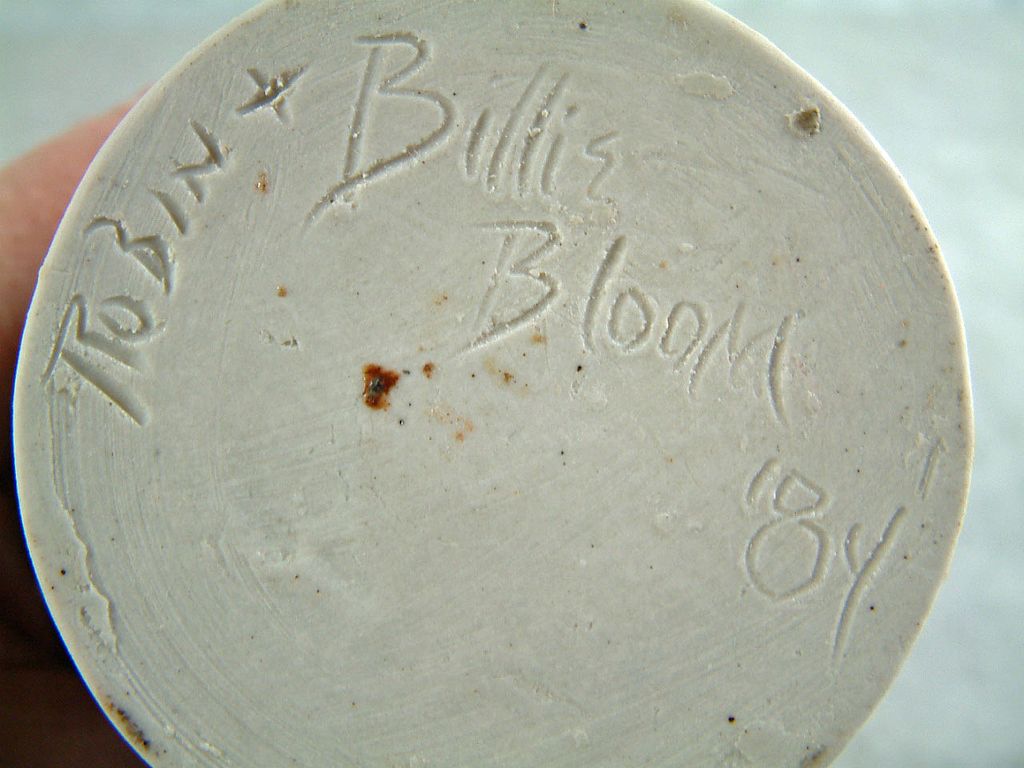 ROBIN + Billie
Bloom
"84"